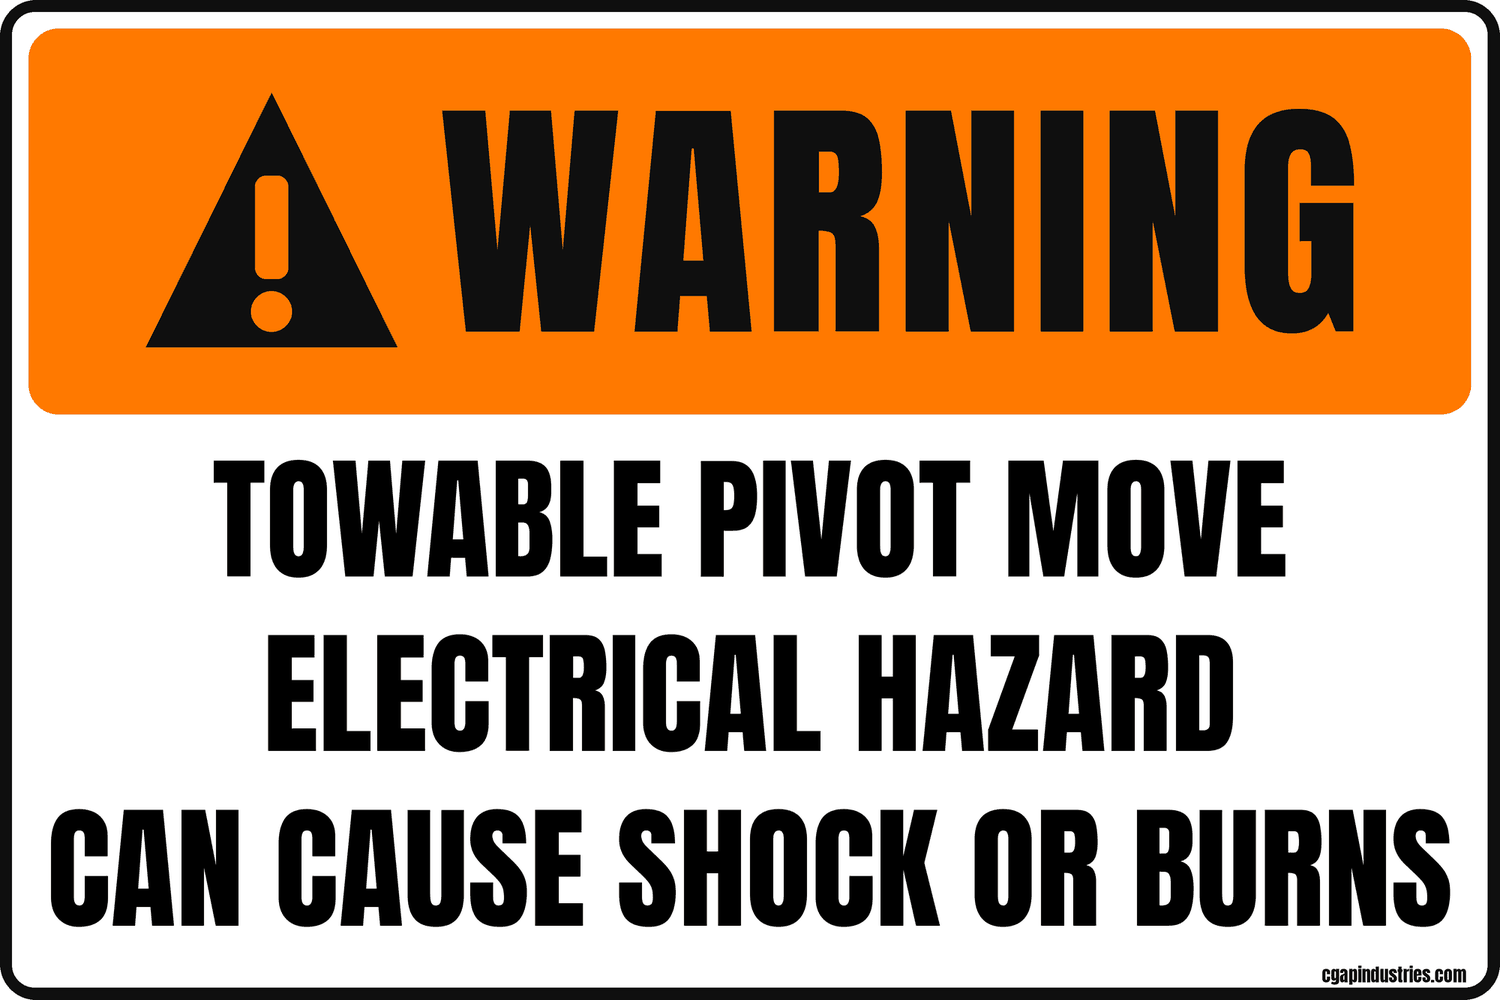 WARNING
TOWABLE PIVOT MOVE
ELECTRICAL HAZARD
CAN CAUSE SHOCK OR BURNS
cgapindustries.com